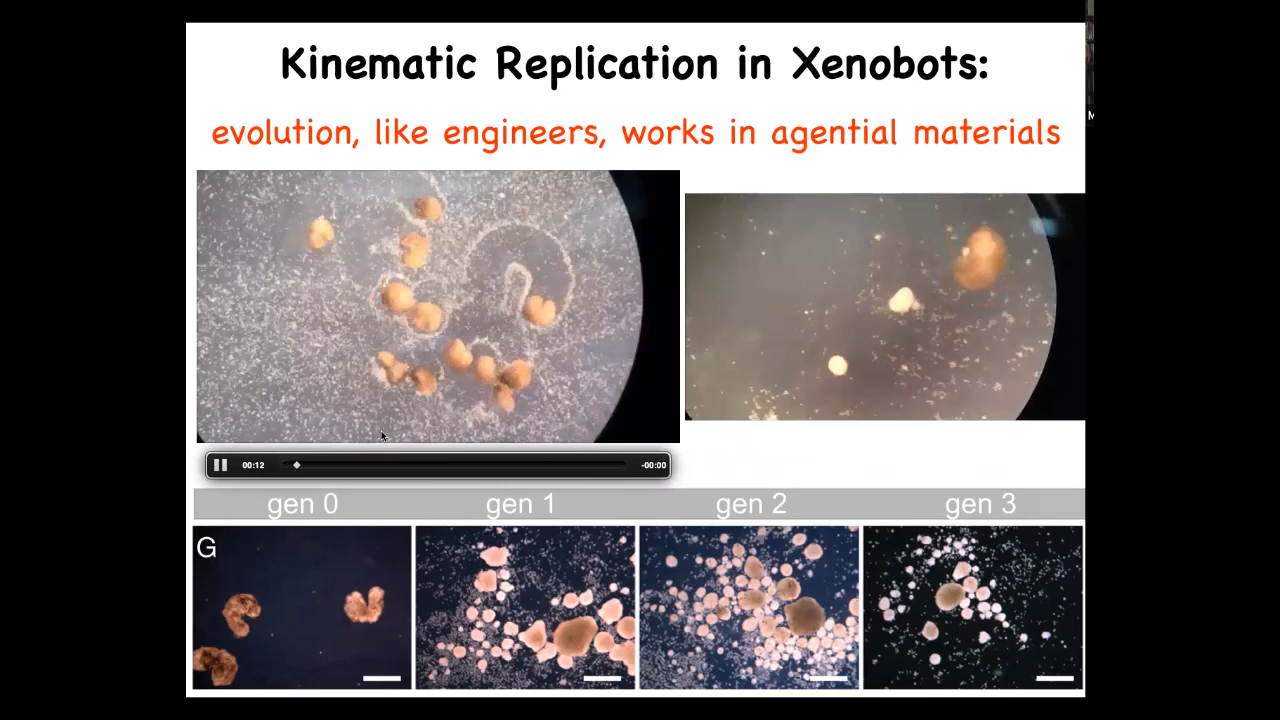 Kinematic Replication in Xenobots:
evolution, like engineers, works in agential materials
M
00:12
-00:00
gen 0
gen 1
gen 2
gen 3
G